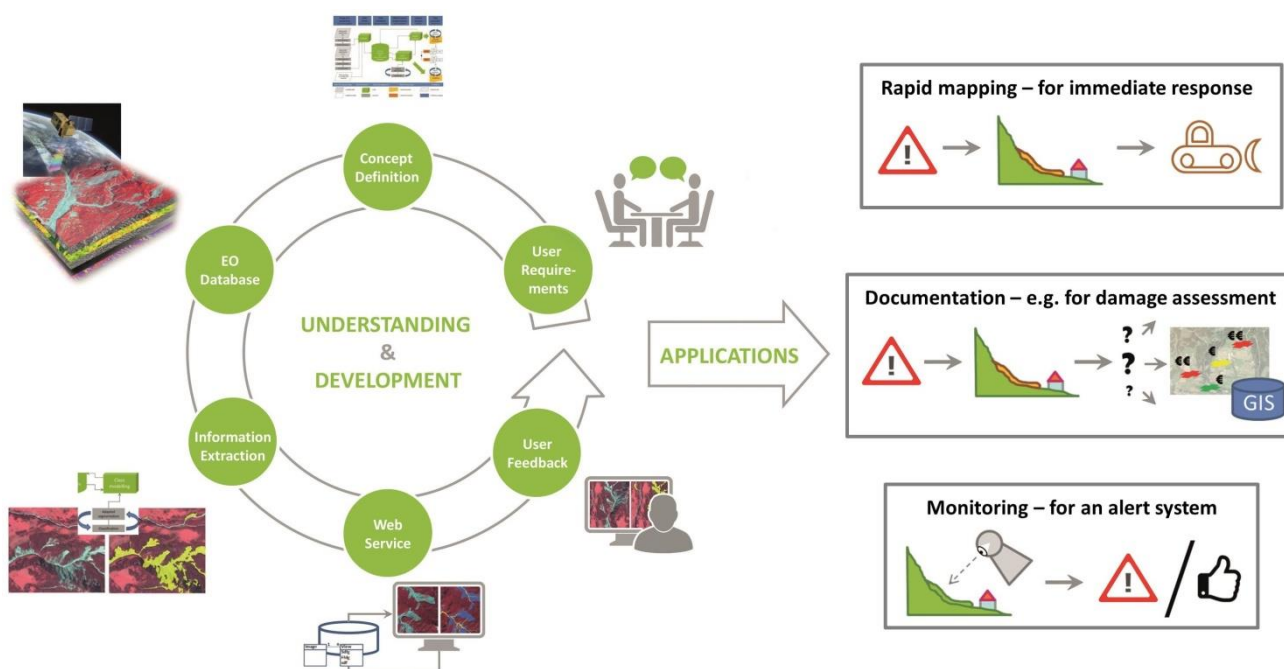 Concept
Definition
User
Require-
ments
EO
Database
UNDERSTANDING
&
DEVELOPMENT
Information
Extraction
User
Feedback
Web
Service
APPLICATIONS
Rapid mapping – for immediate response
!
Documentation – e.g. for damage assessment
!
?
?
?
€€
€
€€
€
GIS
Monitoring – for an alert system
!